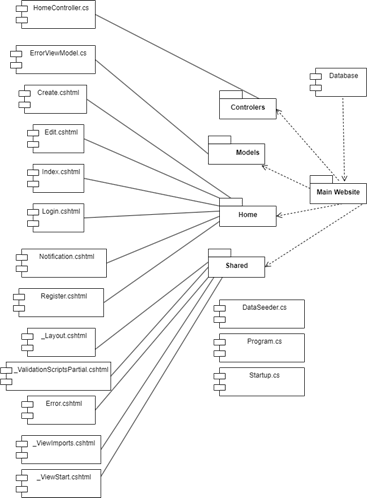 HomeController.cs
ErrorViewModel.cs
Create.cshtml
Edit.cshtml
Index.cshtml
Login.cshtml
Notification.cshtml
Register.cshtml
_Layout.cshtml
_ValidationScriptsPartial.cshtml
Error.cshtml
_ViewImports.cshtml
_ViewStart.cshtml
Controlers
Models
Home
Shared
DataSeeder.cs
Program.cs
Startup.cs
Database
Main Website